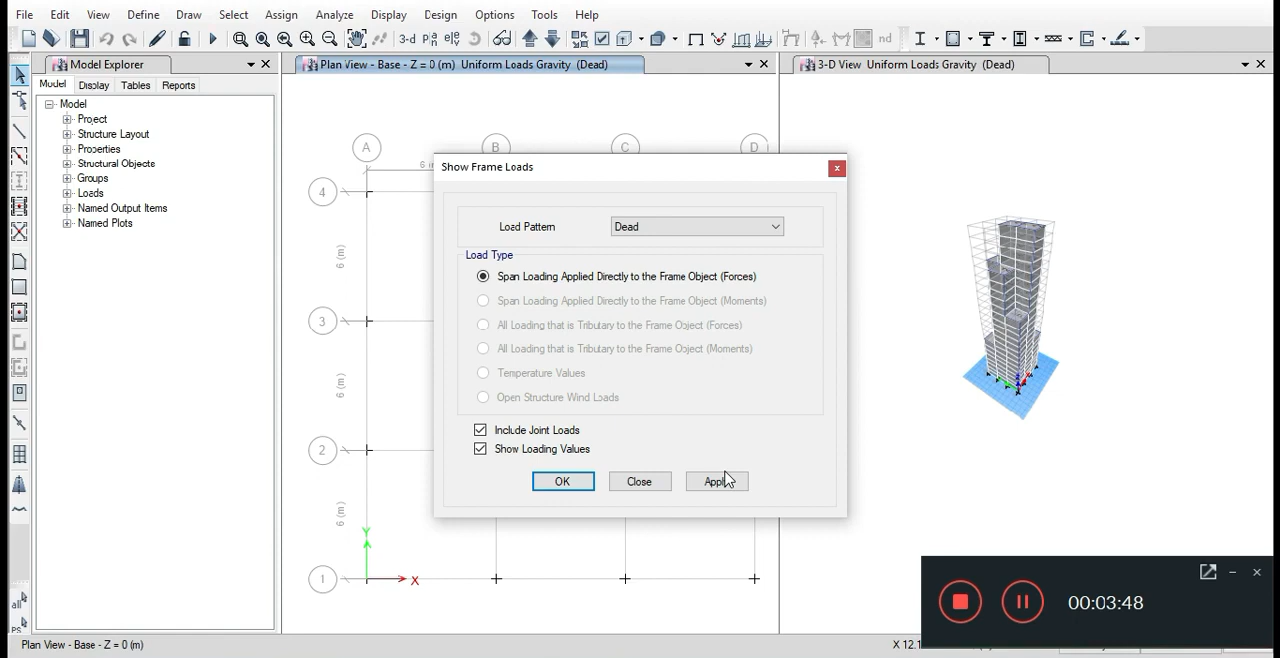 File Edit View Define Draw Select Assign Analyze Display Design Options Tools Help
3-d
nd
Model Explorer
Plan View - Base - Z = 0 (m) Uniform Loads Gravity (Dead)
3-D View Uniform Loads Gravity (Dead)
Model Display Tables Reports
Model
Project
Structure Layout
Properties
Structural Objects
Groups
Loads
Named Output Items
Named Plots
A B C D
4
3
2
1
6 (m)
6 (m)
6 (m)
Y
X
Show Frame Loads
Load Pattern Dead
Load Type
Span Loading Applied Directly to the Frame Object (Forces)
Span Loading Applied Directly to the Frame Object (Moments)
All Loading that is Tributary to the Frame Object (Forces)
All Loading that is Tributary to the Frame Object (Moments)
Temperature Values
Open Structure Wind Loads
Include Joint Loads
Show Loading Values
OK Close Apply
all
PS
00:03:48
Plan View - Base - Z = 0 (m)
X 12.1